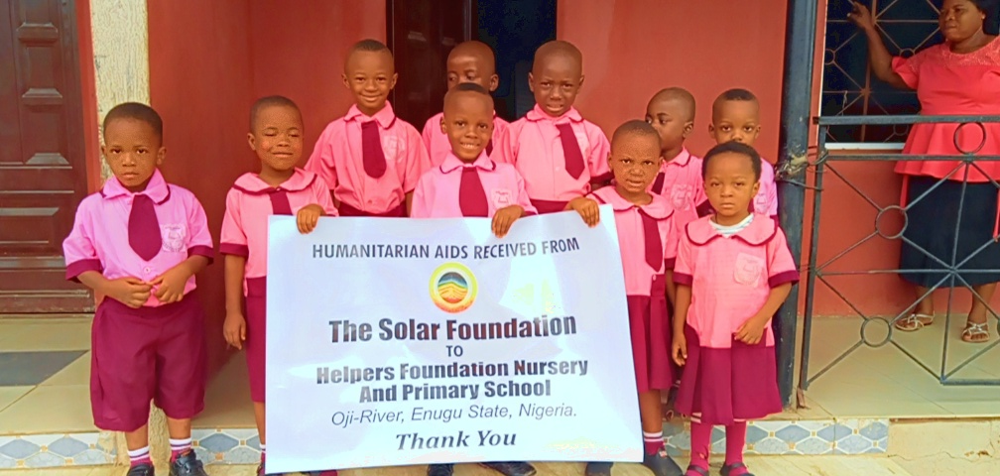 HUMANITARIAN AIDS RECEIVED FROM
The Solar Foundation
TO
Helpers Foundation Nursery
And Primary School
Oji-River, Enugu State, Nigeria.
Thank You